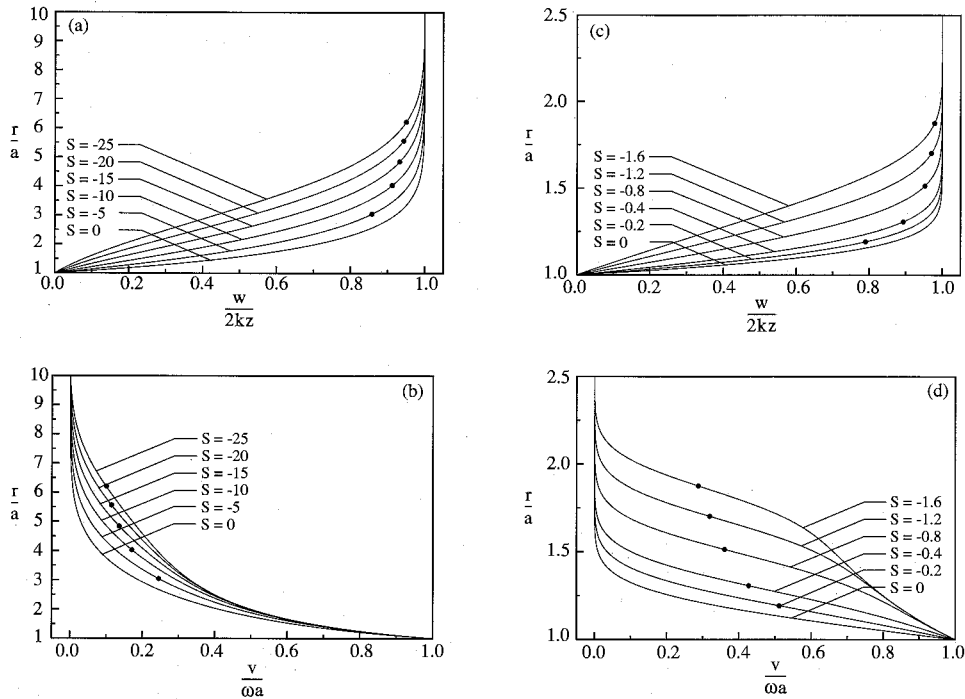 (a)
10
9
8
7
6
5
4
3
2
1
r
a
S = -25
S = -20
S = -15
S = -10
S = -5
S = 0
0.0
0.2
0.4
0.6
0.8
1.0
w
2kz
(c)
2.5
2.0
1.5
1.0
r
a
S = -1.6
S = -1.2
S = -0.8
S = -0.4
S = -0.2
S = 0
0.0
0.2
0.4
0.6
0.8
1.0
w
2kz
(b)
10
9
8
7
6
5
4
3
2
1
r
a
S = -25
S = -20
S = -15
S = -10
S = -5
S = 0
0.0
0.2
0.4
0.6
0.8
1.0
v
ωa
(d)
2.5
2.0
1.5
1.0
r
a
S = -1.6
S = -1.2
S = -0.8
S = -0.4
S = -0.2
S = 0
0.0
0.2
0.4
0.6
0.8
1.0
v
ωa